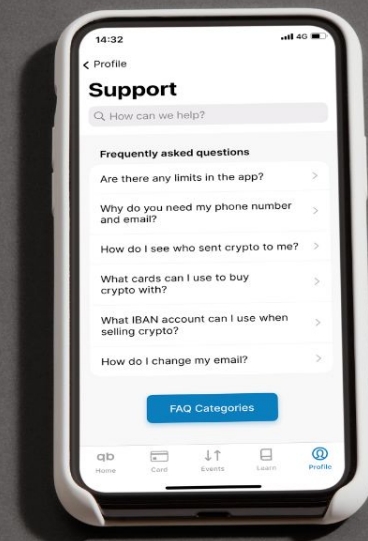 14:32
4G
Profile
Support
How can we help?
Frequently asked questions
Are there any limits in the app?
Why do you need my phone number
and email?
How do I see who sent crypto to me?
What cards can I use to buy
crypto with?
What IBAN account can I use when
selling crypto?
How do I change my email?
FAQ Categories
qb
Home Card Events Learn Profile